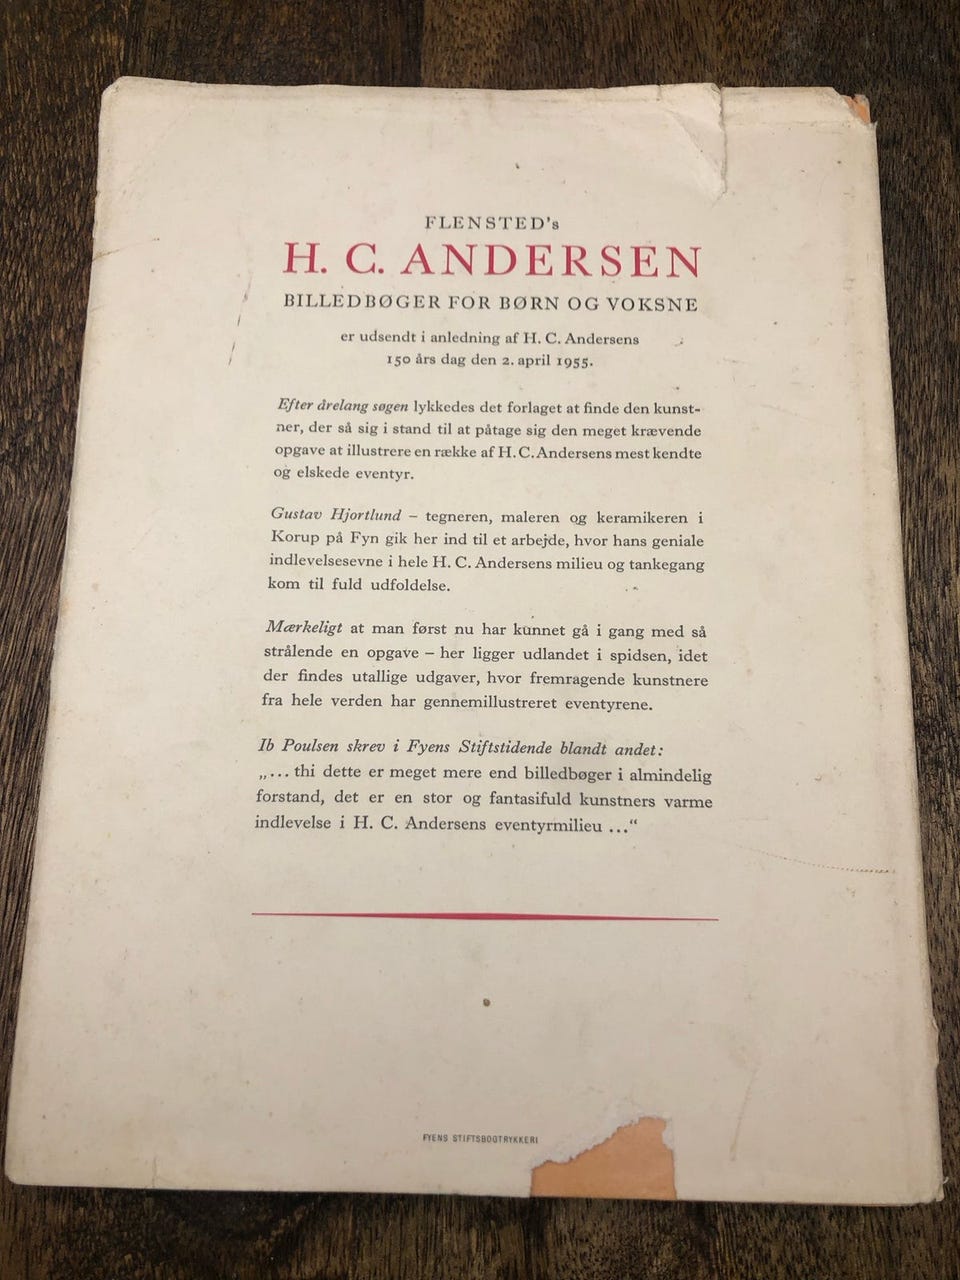 FLENSTED's
H. C. ANDERSEN
BILLEDBØGER FOR BØRN OG VOKSNE
er udsendt i anledning af H. C. Andersens
150 års dag den 2. april 1955.
Efter årelang søgen lykkedes det forlaget at finde den kunst-
ner, der så sig i stand til at påtage sig den meget krævende
opgave at illustrere en række af H. C. Andersens mest kendte
og elskede eventyr.
Gustav Hjortlund – tegneren, maleren og keramikeren i
Korup på Fyn gik her ind til et arbejde, hvor hans geniale
indlevelsesevne i hele H. C. Andersens milieu og tankegang
kom til fuld udfoldelse.
Mærkeligt at man først nu har kunnet gå i gang med så
strålende en opgave – her ligger udlandet i spidsen, idet
der findes utallige udgaver, hvor fremragende kunstnere
fra hele verden har gennemillustreret eventyrene.
Ib Poulsen skrev i Fyens Stiftstidende blandt andet:
„... thi dette er meget mere end billedbøger i almindelig
forstand, det er en stor og fantasifuld kunstners varme
indlevelse i H. C. Andersens eventyrmilieu ..."
FYENS STIFTSBOGTRYKKERI